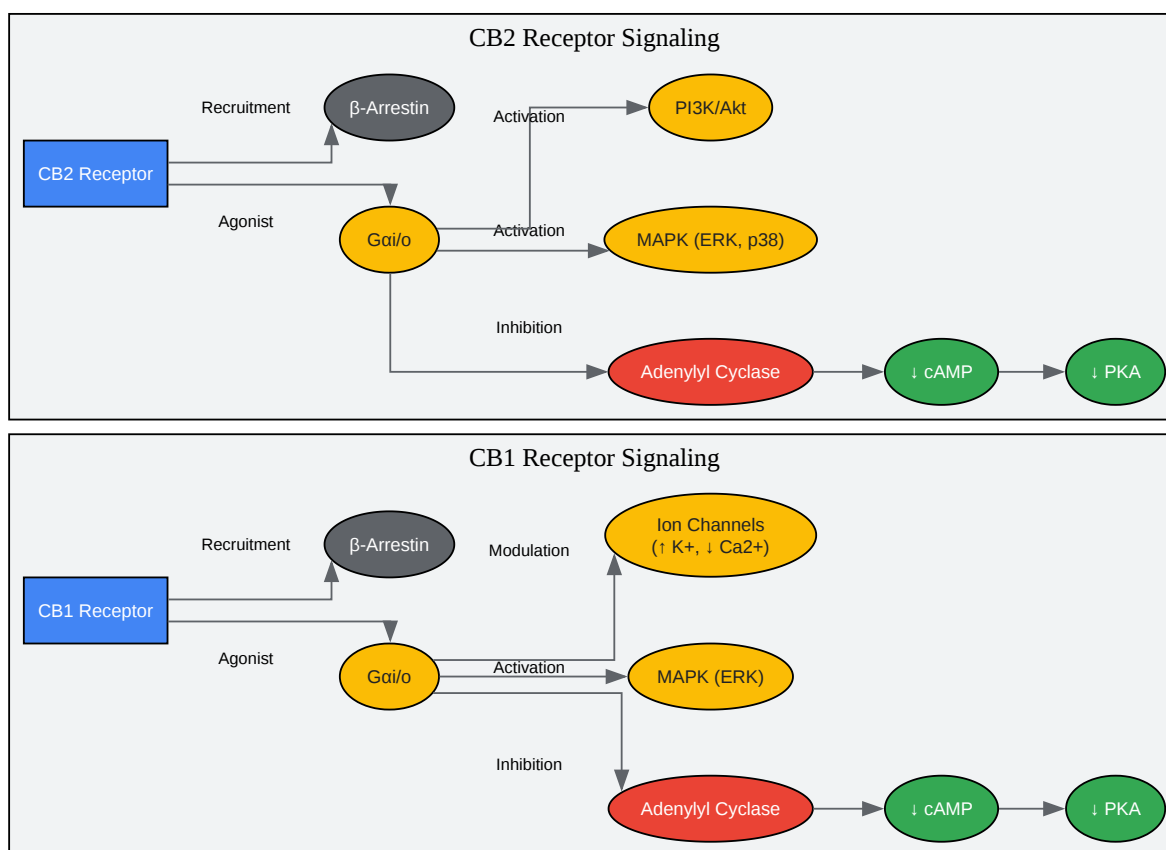 CB2 Receptor Signaling
Recruitment
β-Arrestin
Activation
PI3K/Akt
CB2 Receptor
Agonist
Gαi/o
Activation
MAPK (ERK, p38)
Inhibition
Adenylyl Cyclase
↓ cAMP
↓ PKA
CB1 Receptor Signaling
Recruitment
β-Arrestin
Modulation
Ion Channels
(↑ K+, ↓ Ca2+)
CB1 Receptor
Agonist
Gαi/o
Activation
MAPK (ERK)
Inhibition
Adenylyl Cyclase
↓ cAMP
↓ PKA